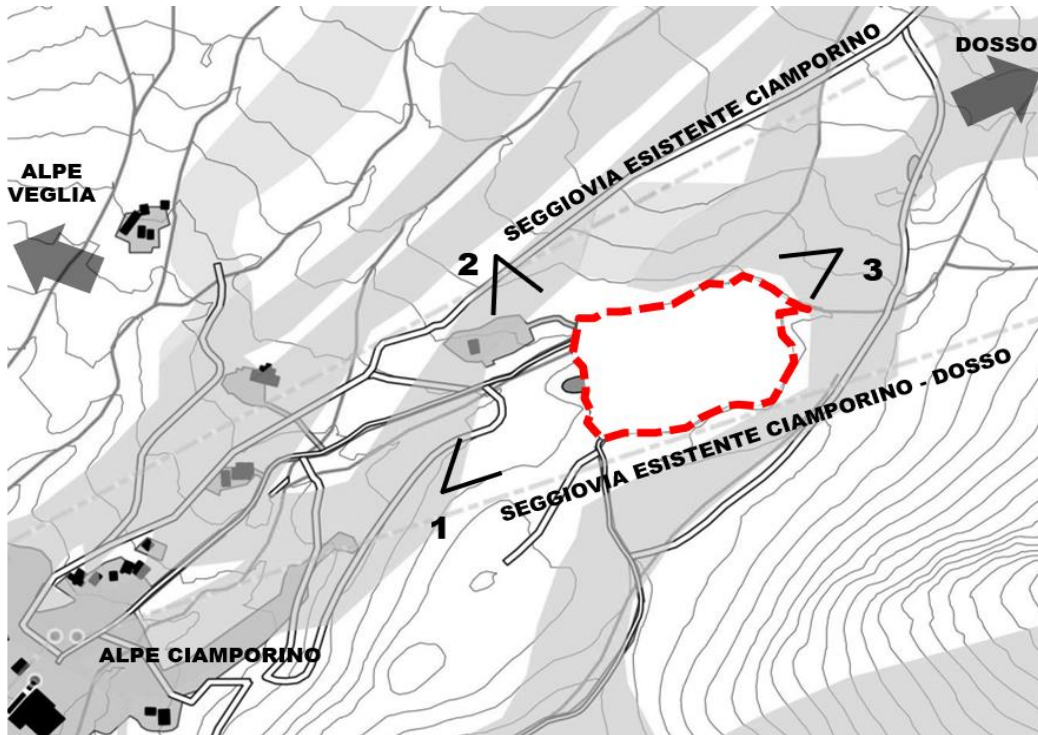 DOSSO
SEGGIOVIA ESISTENTE CIAMPORINO
ALPE
VEGLIA
2
3
SEGGIOVIA ESISTENTE CIAMPORINO - DOSSO
1
ALPE CIAMPORINO